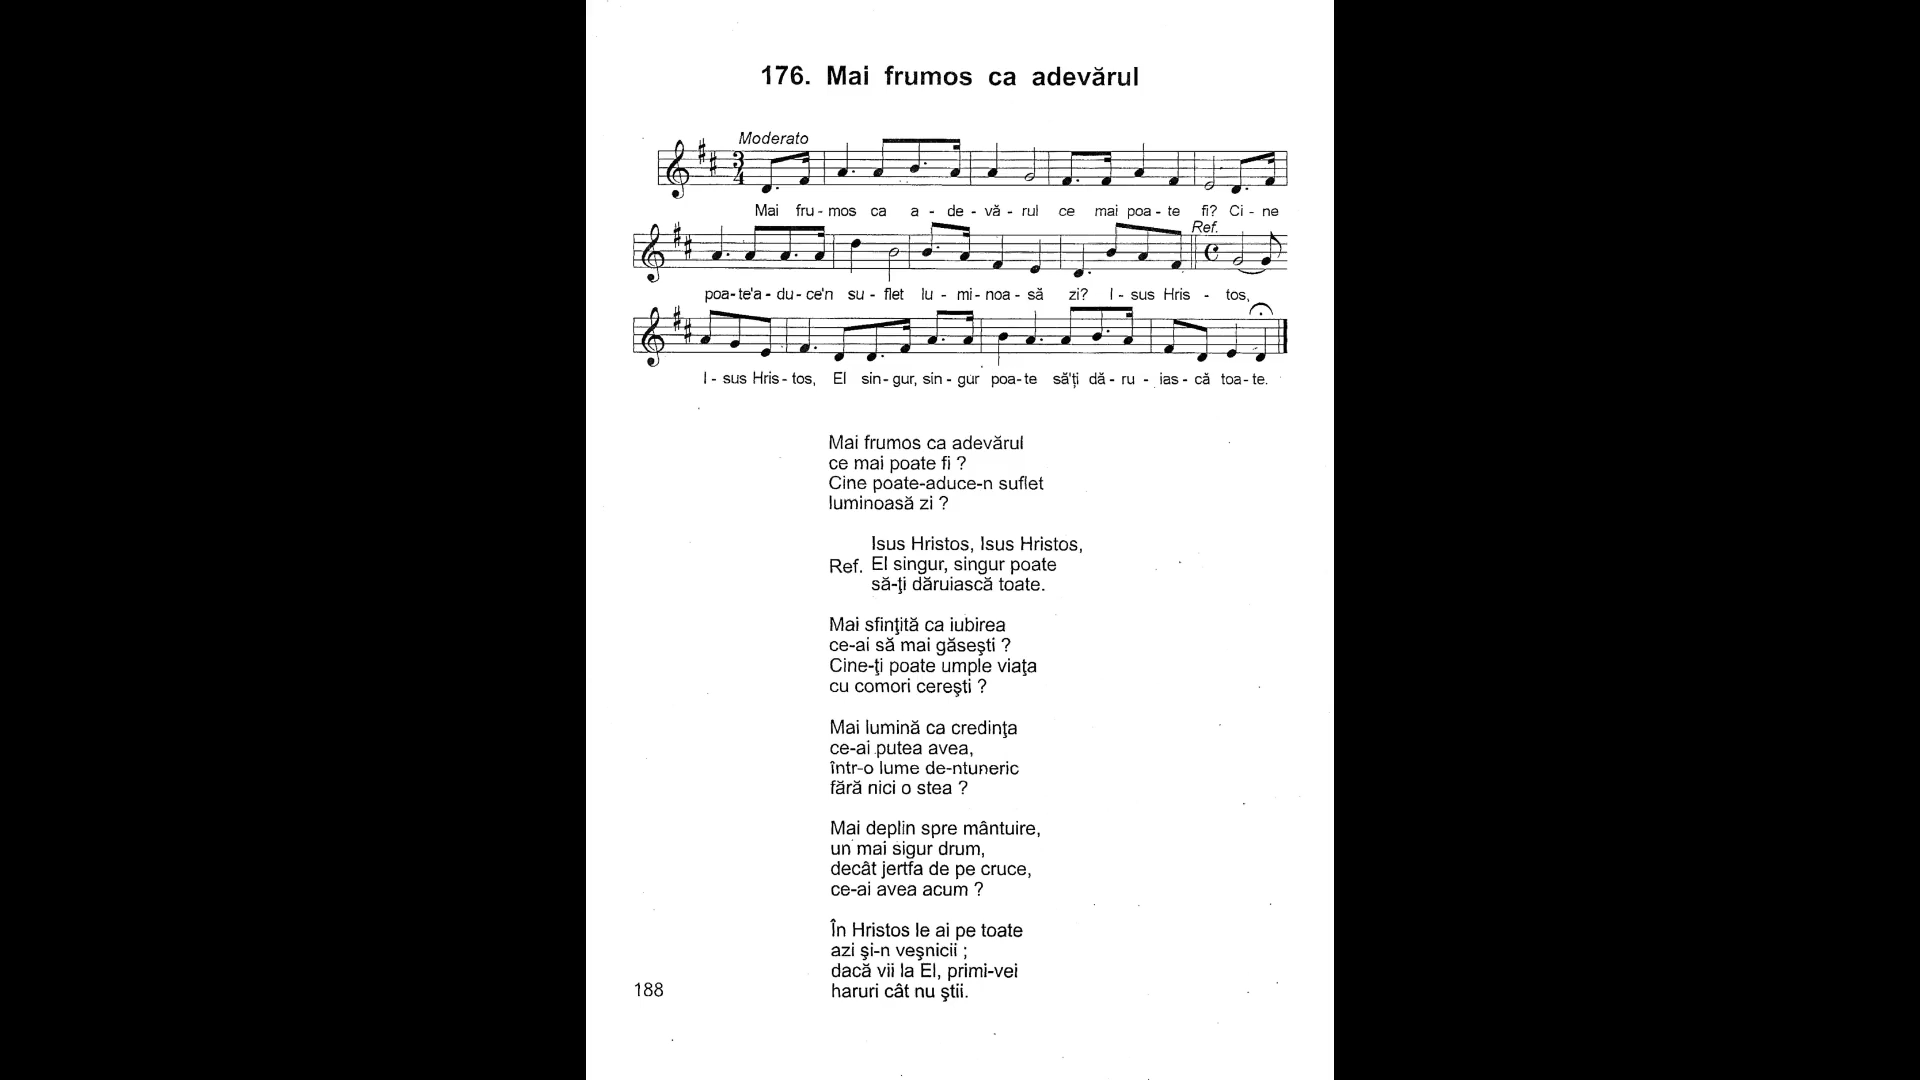 176. Mai frumos ca adevărul
Moderato
Mai fru - mos ca a - de - vă - rul ce mai poa - te fi? Ci - ne
Ref.
poa-te'a - du-ce'n su - flet lu - mi-noa-să zi? I - sus Hris - tos,
I - sus Hris - tos, El sin - gur, sin - gur poa-te să'ţi dă - ru - ias - că toa-te.
Mai frumos ca adevărul
ce mai poate fi ?
Cine poate-aduce-n suflet
luminoasă zi ?
Isus Hristos, Isus Hristos,
Ref. El singur, singur poate
să-ţi dăruiască toate.
Mai sfinţită ca iubirea
ce-ai să mai găseşti ?
Cine-ţi poate umple viaţa
cu comori cereşti ?
Mai lumină ca credinţa
ce-ai putea avea,
într-o lume de-ntuneric
fără nici o stea ?
Mai deplin spre mântuire,
un mai sigur drum,
decât jertfa de pe cruce,
ce-ai avea acum ?
În Hristos le ai pe toate
azi şi-n veşnicii ;
dacă vii la El, primi-vei
haruri cât nu ştii.
188